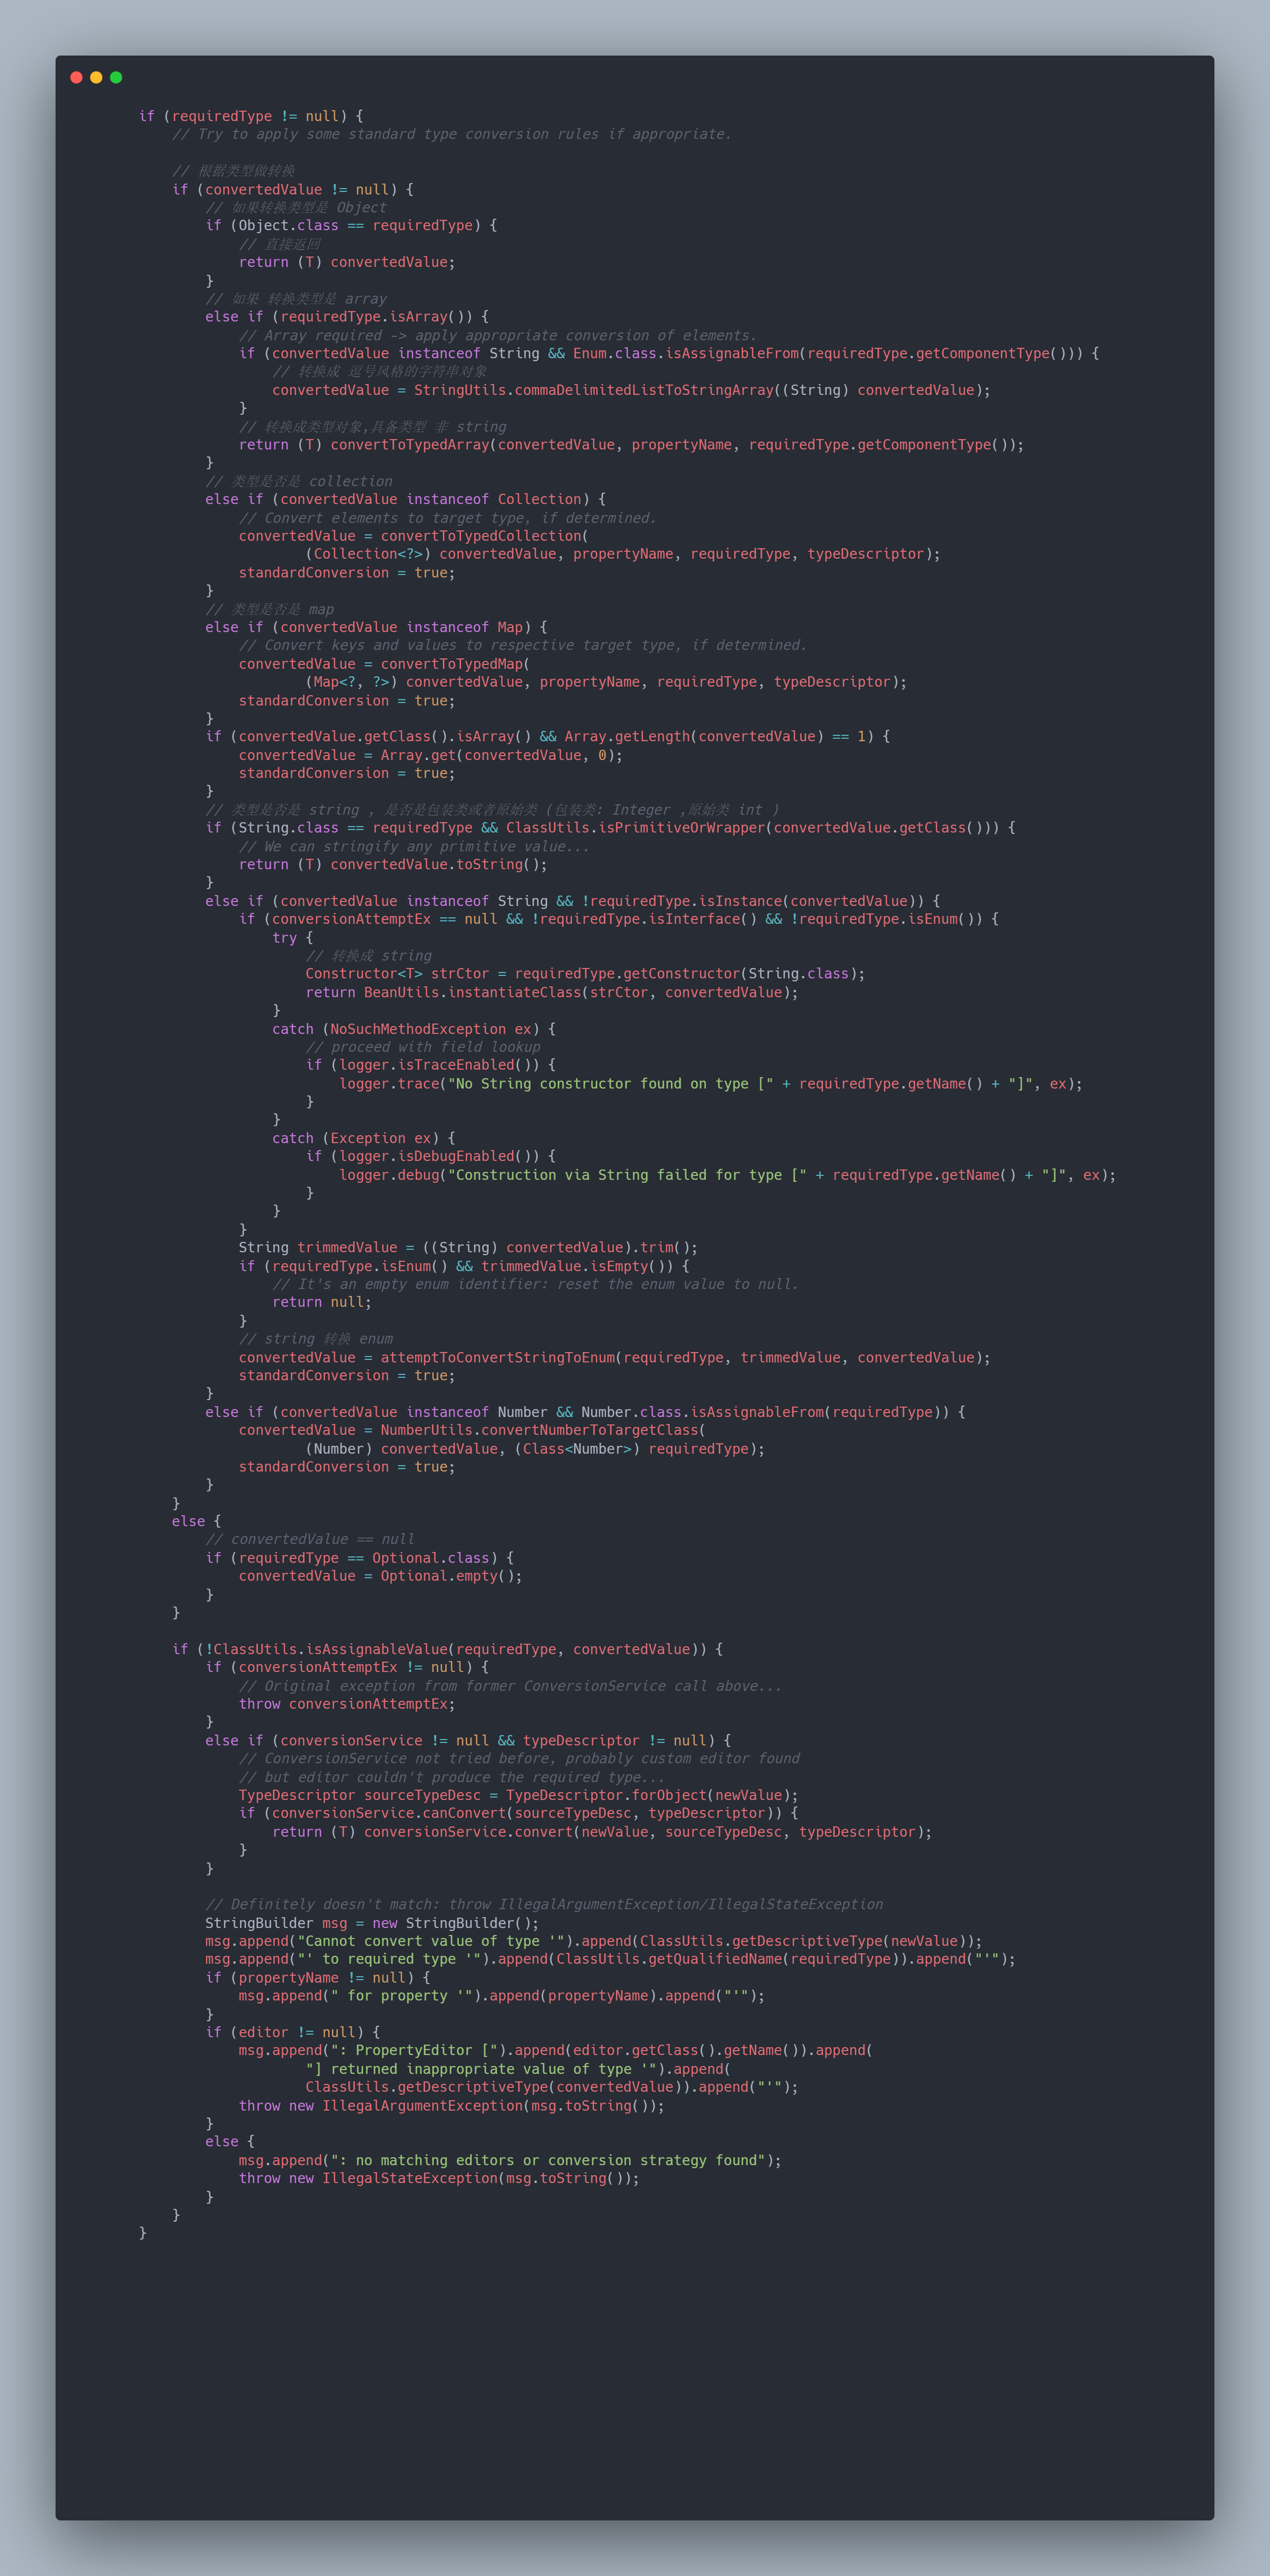 if (requiredType != null) {
// Try to apply some standard type conversion rules if appropriate.
// 根据类型做转换
if (convertedValue != null) {
// 如果转换类型是 Object
if (Object.class == requiredType) {
// 直接返回
return (T) convertedValue;
}
// 如果 转换类型是 array
else if (requiredType.isArray()) {
// Array required -> apply appropriate conversion of elements.
if (convertedValue instanceof String && Enum.class.isAssignableFrom(requiredType.getComponentType())) {
// 转换成 逗号风格的字符串对象
convertedValue = StringUtils.commaDelimitedListToStringArray((String) convertedValue);
}
// 转换成类型对象,具备类型 非 string
return (T) convertToTypedArray(convertedValue, propertyName, requiredType.getComponentType());
}
// 类型是否是 collection
else if (convertedValue instanceof Collection) {
// Convert elements to target type, if determined.
convertedValue = convertToTypedCollection(
(Collection<?>) convertedValue, propertyName, requiredType, typeDescriptor);
standardConversion = true;
}
// 类型是否是 map
else if (convertedValue instanceof Map) {
// Convert keys and values to respective target type, if determined.
convertedValue = convertToTypedMap(
(Map<?, ?>) convertedValue, propertyName, requiredType, typeDescriptor);
standardConversion = true;
}
if (convertedValue.getClass().isArray() && Array.getLength(convertedValue) == 1) {
convertedValue = Array.get(convertedValue, 0);
standardConversion = true;
}
// 类型是否是 string , 是否是包装类或者原始类 (包装类: Integer ,原始类 int )
if (String.class == requiredType && ClassUtils.isPrimitiveOrWrapper(convertedValue.getClass())) {
// We can stringify any primitive value...
return (T) convertedValue.toString();
}
else if (convertedValue instanceof String && !requiredType.isInstance(convertedValue)) {
if (conversionAttemptEx == null && !requiredType.isInterface() && !requiredType.isEnum()) {
try {
// 转换成 string
Constructor<T> strCtor = requiredType.getConstructor(String.class);
return BeanUtils.instantiateClass(strCtor, convertedValue);
}
catch (NoSuchMethodException ex) {
// proceed with field lookup
if (logger.isTraceEnabled()) {
logger.trace("No String constructor found on type [" + requiredType.getName() + "]", ex);
}
}
catch (Exception ex) {
if (logger.isDebugEnabled()) {
logger.debug("Construction via String failed for type [" + requiredType.getName() + "]", ex);
}
}
}
String trimmedValue = ((String) convertedValue).trim();
if (requiredType.isEnum() && trimmedValue.isEmpty()) {
// It's an empty enum identifier: reset the enum value to null.
return null;
}
// string 转换 enum
convertedValue = attemptToConvertStringToEnum(requiredType, trimmedValue, convertedValue);
standardConversion = true;
}
else if (convertedValue instanceof Number && Number.class.isAssignableFrom(requiredType)) {
convertedValue = NumberUtils.convertNumberToTargetClass(
(Number) convertedValue, (Class<Number>) requiredType);
standardConversion = true;
}
}
else {
// convertedValue == null
if (requiredType == Optional.class) {
convertedValue = Optional.empty();
}
}
if (!ClassUtils.isAssignableValue(requiredType, convertedValue)) {
if (conversionAttemptEx != null) {
// Original exception from former ConversionService call above...
throw conversionAttemptEx;
}
else if (conversionService != null && typeDescriptor != null) {
// ConversionService not tried before, probably custom editor found
// but editor couldn't produce the required type...
TypeDescriptor sourceTypeDesc = TypeDescriptor.forObject(newValue);
if (conversionService.canConvert(sourceTypeDesc, typeDescriptor)) {
return (T) conversionService.convert(newValue, sourceTypeDesc, typeDescriptor);
}
}
// Definitely doesn't match: throw IllegalArgumentException/IllegalStateException
StringBuilder msg = new StringBuilder();
msg.append("Cannot convert value of type '").append(ClassUtils.getDescriptiveType(newValue));
msg.append("' to required type '").append(ClassUtils.getQualifiedName(requiredType)).append("'");
if (propertyName != null) {
msg.append(" for property '").append(propertyName).append("'");
}
if (editor != null) {
msg.append(": PropertyEditor [").append(editor.getClass().getName()).append(
"] returned inappropriate value of type '").append(
ClassUtils.getDescriptiveType(convertedValue)).append("'");
throw new IllegalArgumentException(msg.toString());
}
else {
msg.append(": no matching editors or conversion strategy found");
throw new IllegalStateException(msg.toString());
}
}
}